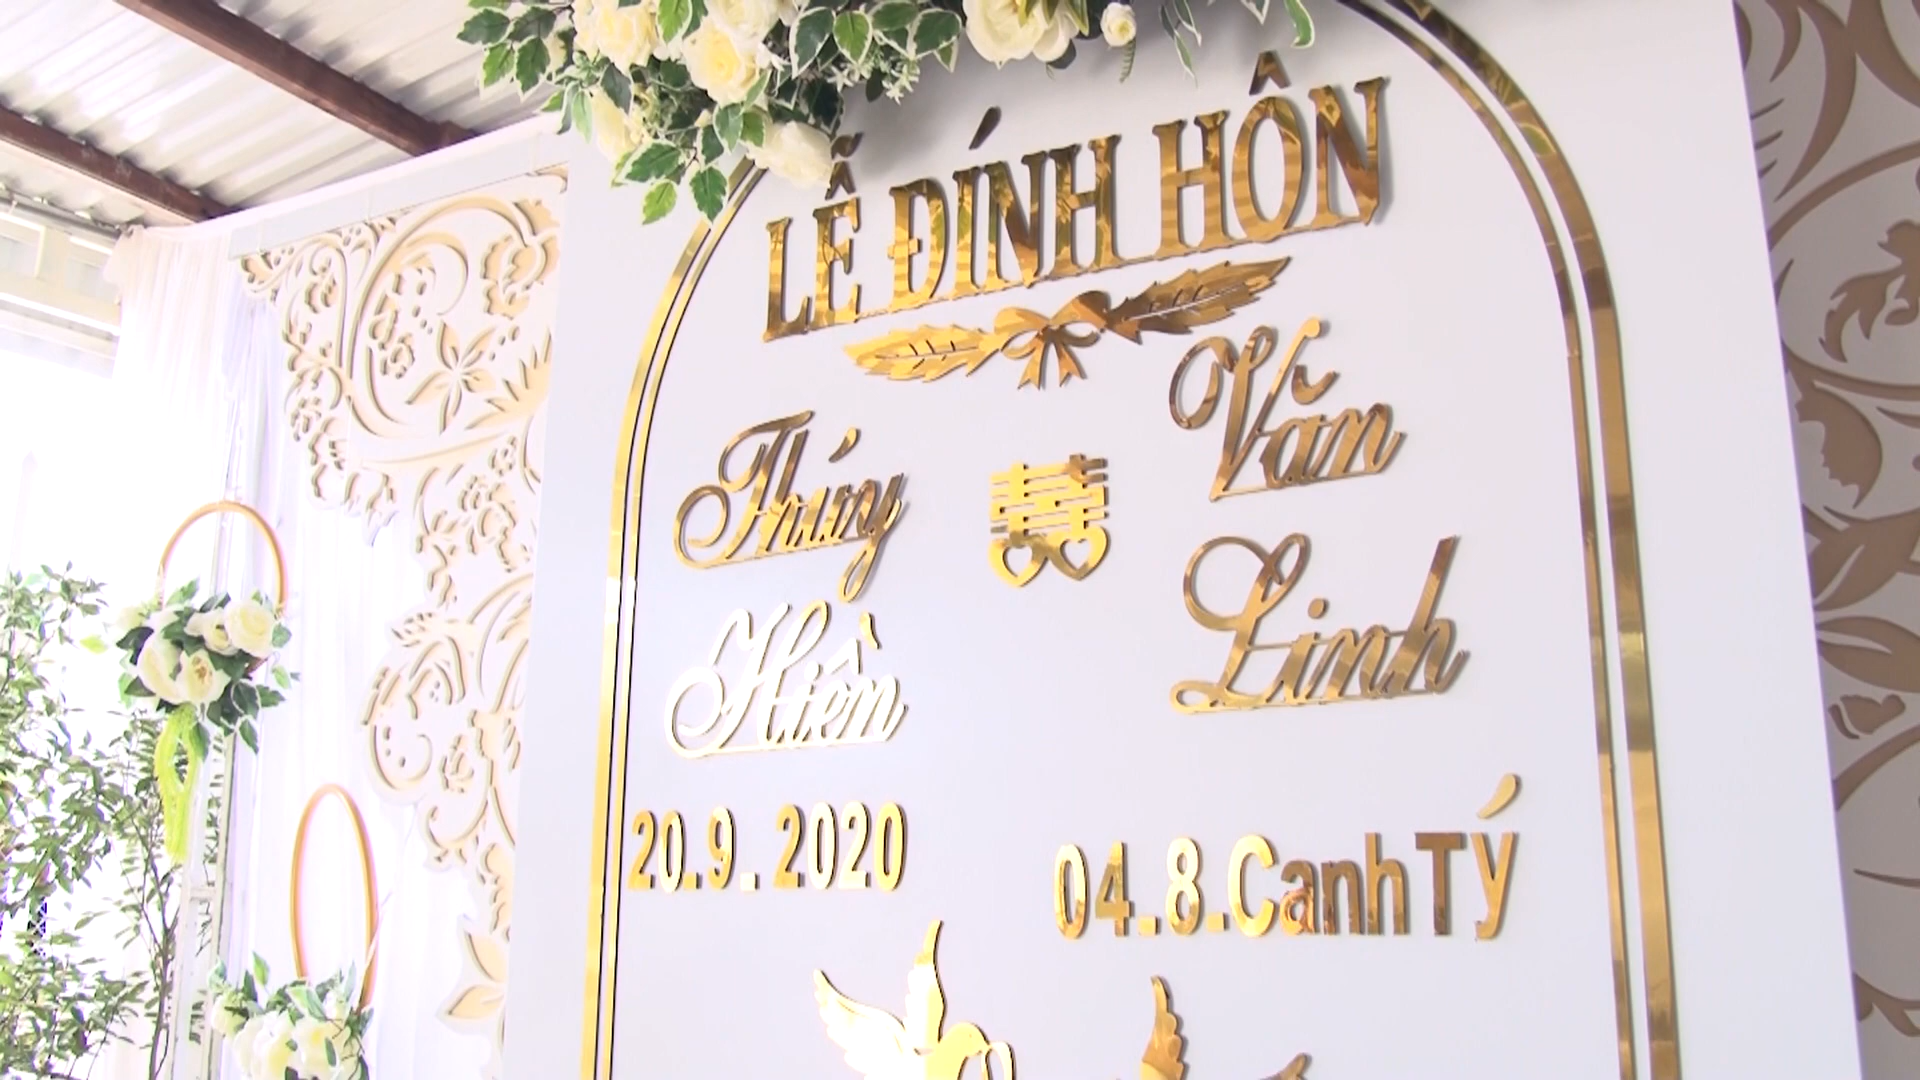 LỄ ĐÍNH HÔN
Thúy
Hiền
囍
Văn
Linh
20.9.2020
04.8.Canh Tý